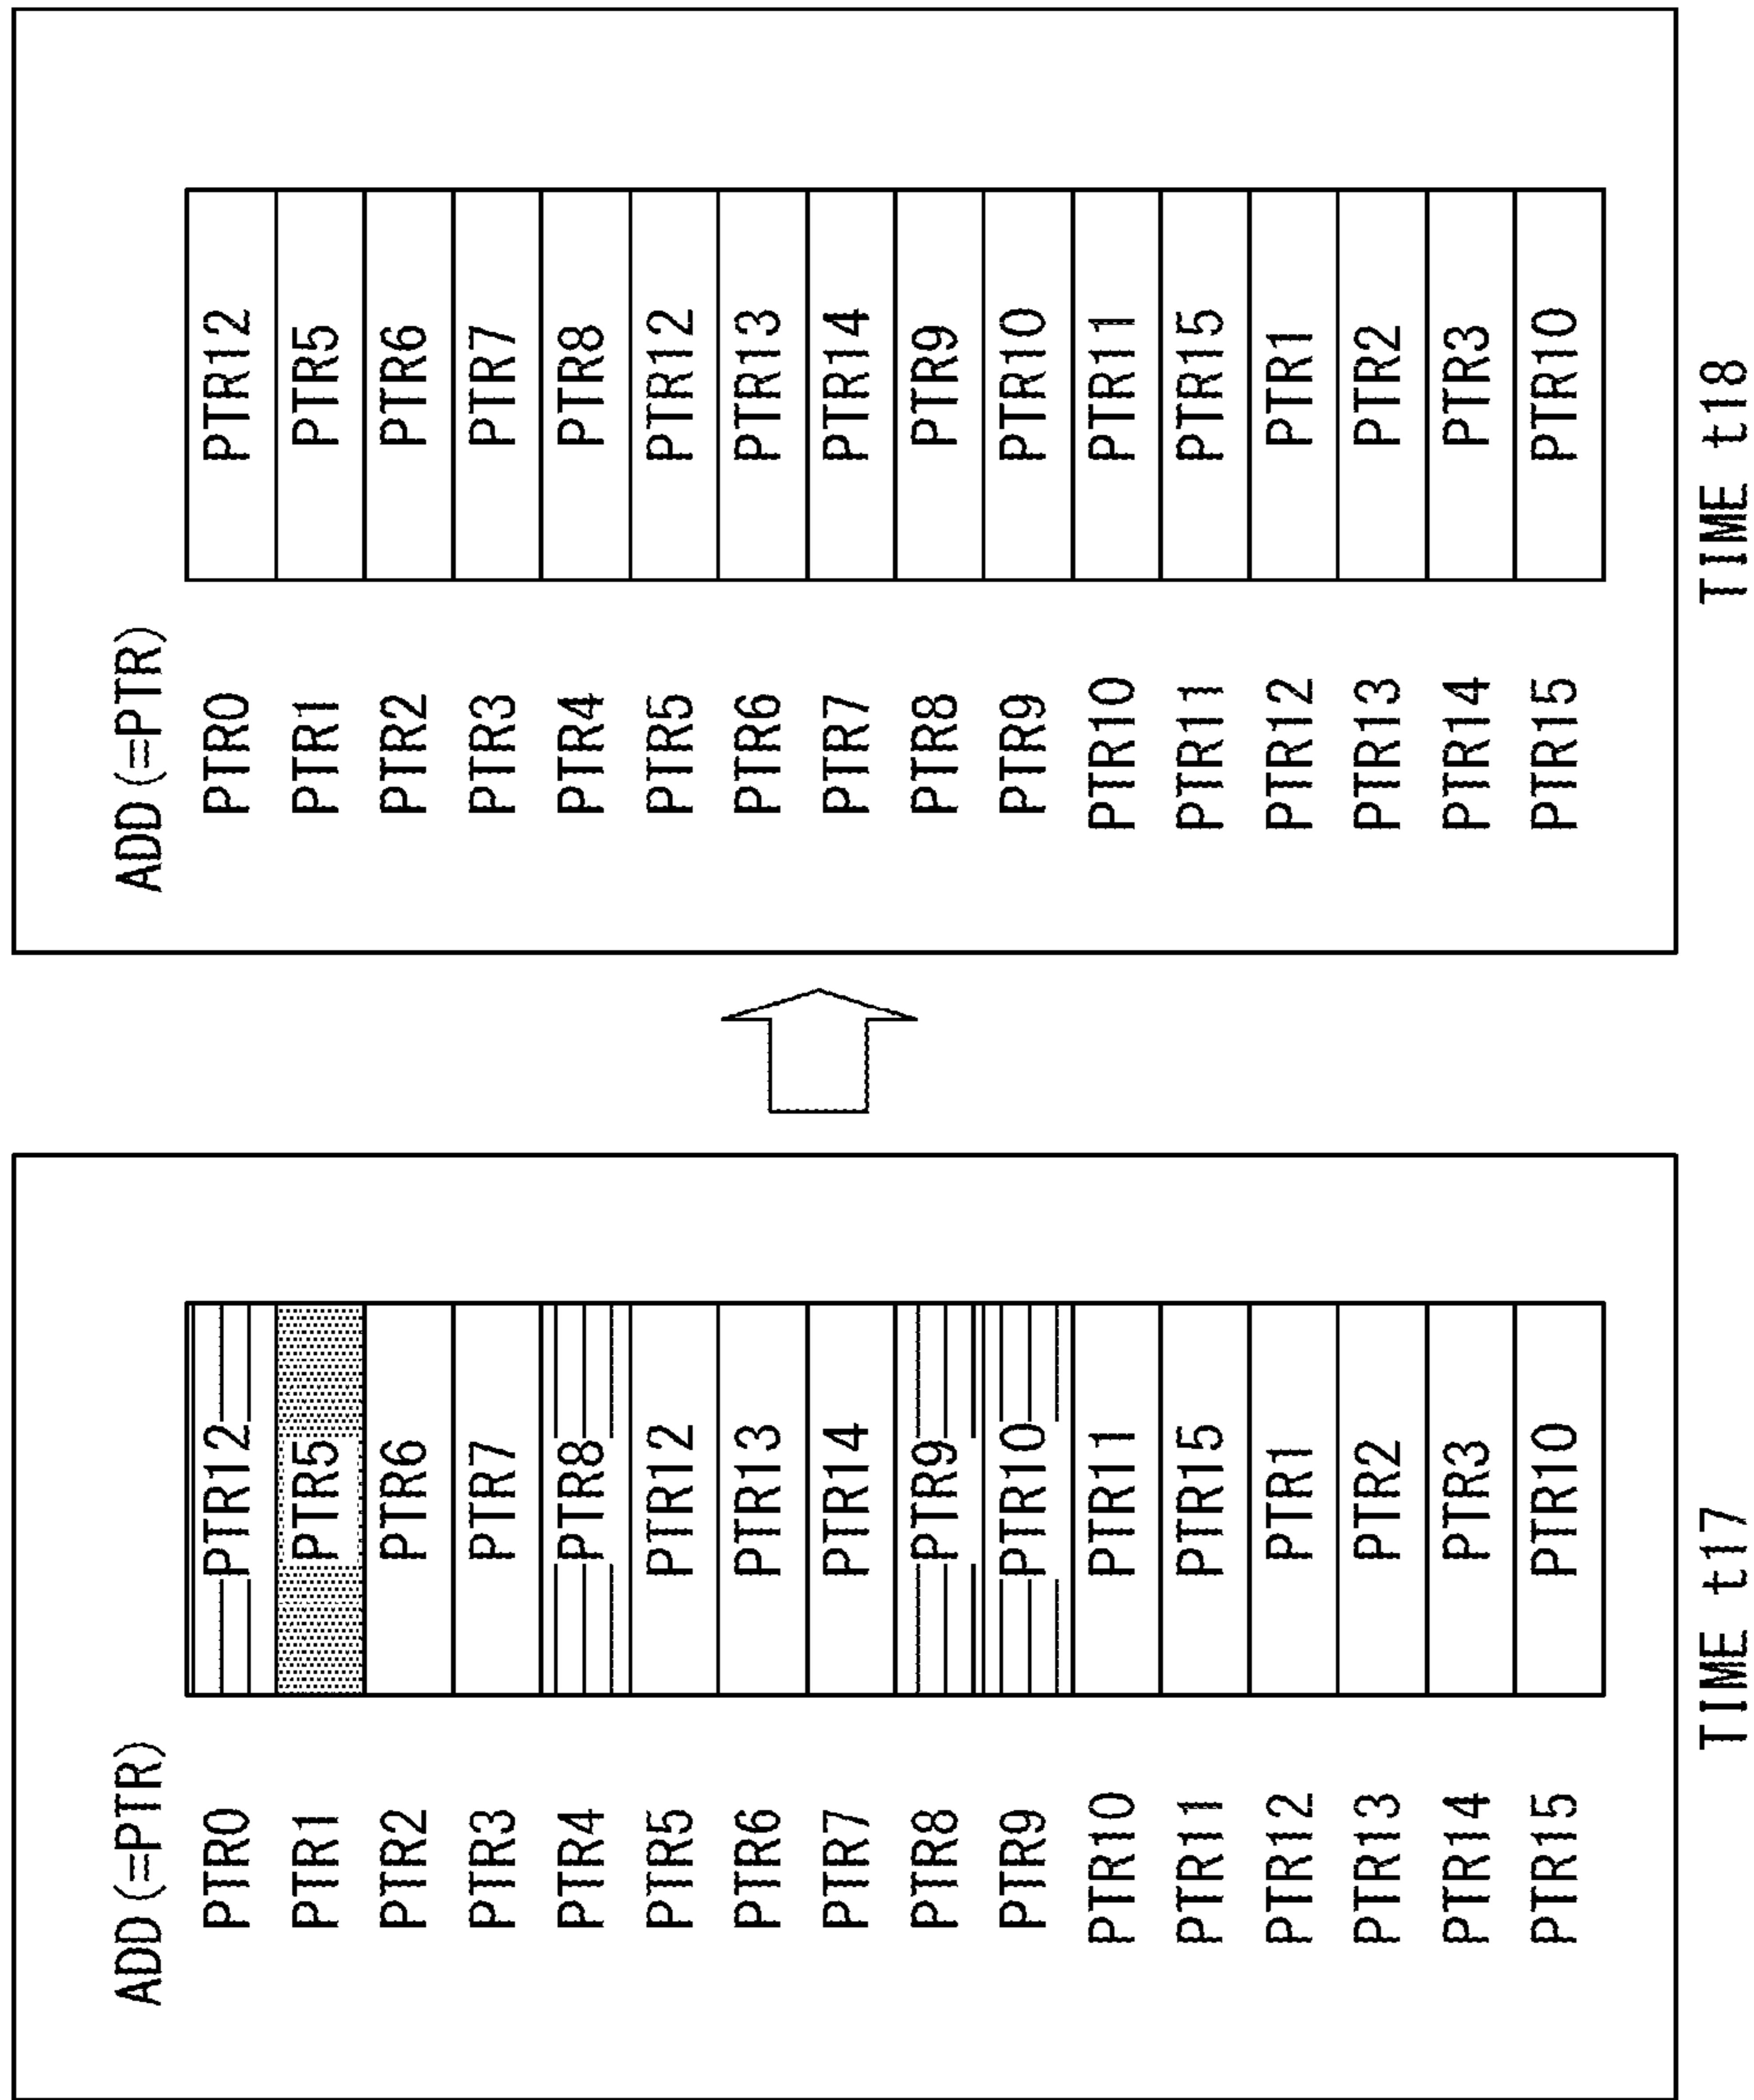 ADD(=PTR)
PTR0 PTR12
PTR1 PTR5
PTR2 PTR6
PTR3 PTR7
PTR4 PTR8
PTR5 PTR12
PTR6 PTR13
PTR7 PTR14
PTR8 PTR9
PTR9 PTR10
PTR10 PTR11
PTR11 PTR15
PTR12 PTR1
PTR13 PTR2
PTR14 PTR3
PTR15 PTR10
TIME t17
ADD(=PTR)
PTR0 PTR12
PTR1 PTR5
PTR2 PTR6
PTR3 PTR7
PTR4 PTR8
PTR5 PTR12
PTR6 PTR13
PTR7 PTR14
PTR8 PTR9
PTR9 PTR10
PTR10 PTR11
PTR11 PTR15
PTR12 PTR1
PTR13 PTR2
PTR14 PTR3
PTR15 PTR10
TIME t18